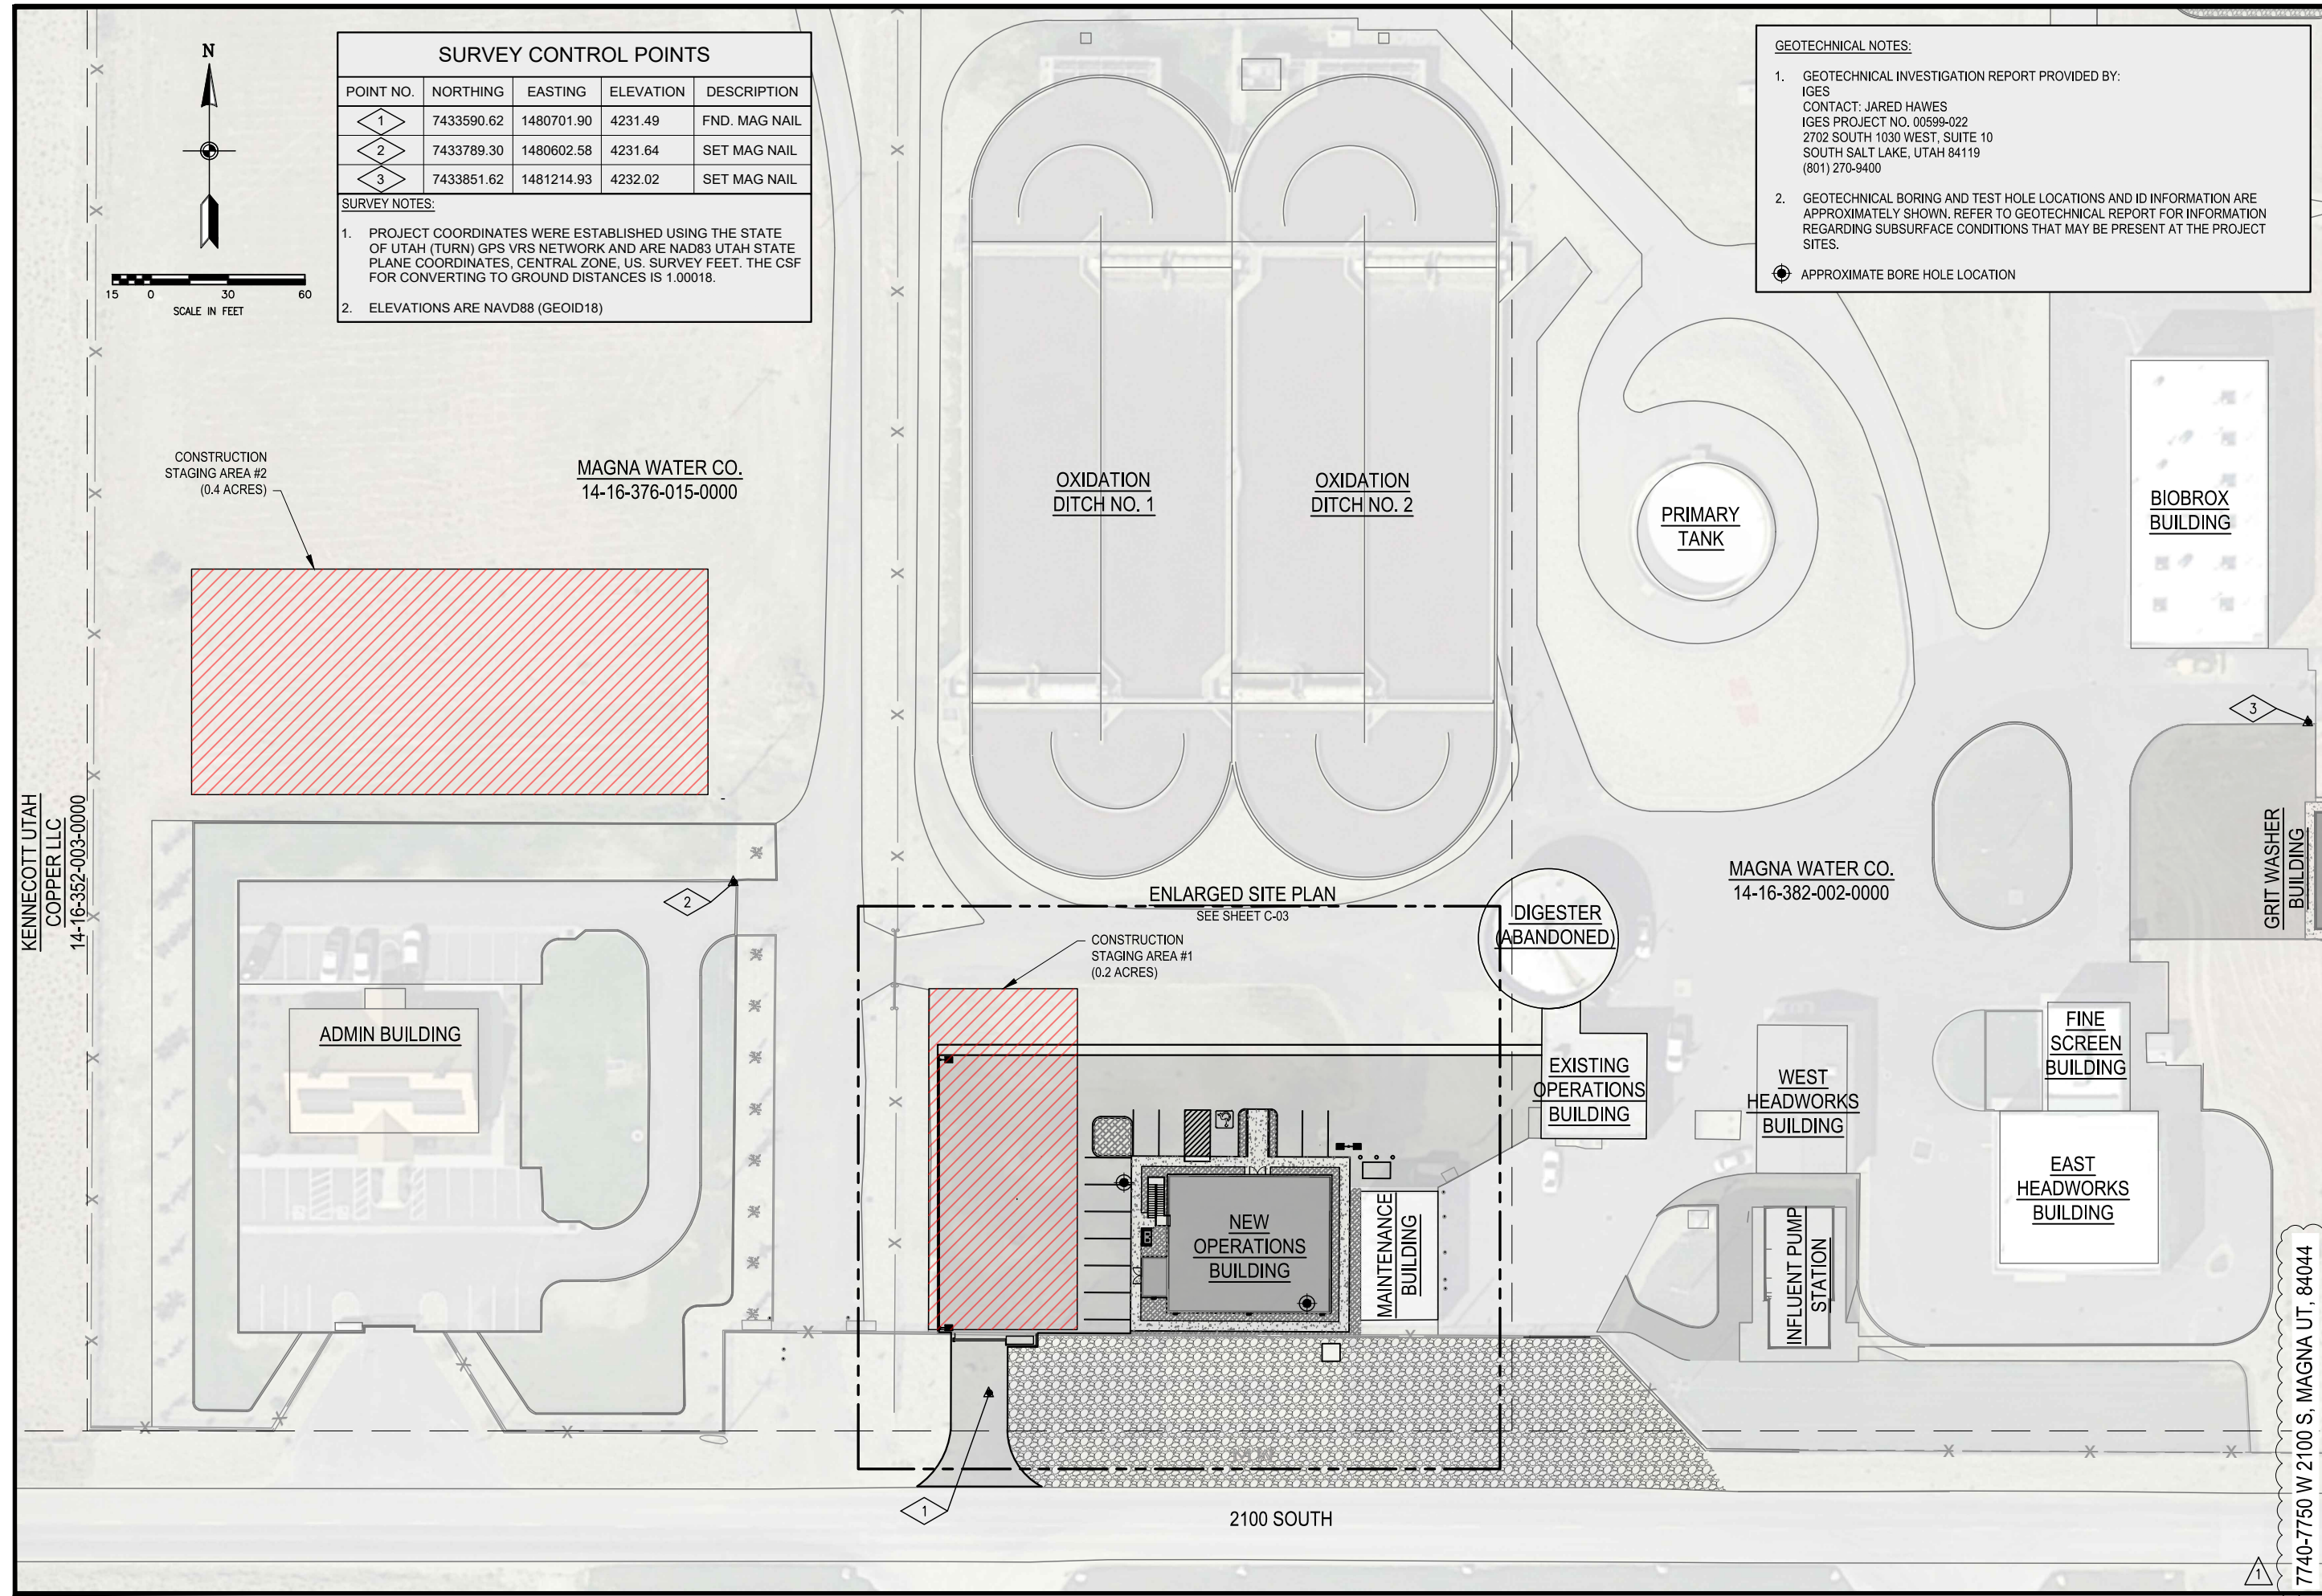 N
15 0 30 60
SCALE IN FEET
SURVEY CONTROL POINTS
POINT NO. NORTHING EASTING ELEVATION DESCRIPTION
1 7433590.62 1480701.90 4231.49 FND. MAG NAIL
2 7433789.30 1480602.58 4231.64 SET MAG NAIL
3 7433851.62 1481214.93 4232.02 SET MAG NAIL
SURVEY NOTES:
1. PROJECT COORDINATES WERE ESTABLISHED USING THE STATE
OF UTAH (TURN) GPS VRS NETWORK AND ARE NAD83 UTAH STATE
PLANE COORDINATES, CENTRAL ZONE, US. SURVEY FEET. THE CSF
FOR CONVERTING TO GROUND DISTANCES IS 1.00018.
2. ELEVATIONS ARE NAVD88 (GEOID18)
GEOTECHNICAL NOTES:
1. GEOTECHNICAL INVESTIGATION REPORT PROVIDED BY:
IGES
CONTACT: JARED HAWES
IGES PROJECT NO. 00599-022
2702 SOUTH 1030 WEST, SUITE 10
SOUTH SALT LAKE, UTAH 84119
(801) 270-9400
2. GEOTECHNICAL BORING AND TEST HOLE LOCATIONS AND ID INFORMATION ARE
APPROXIMATELY SHOWN. REFER TO GEOTECHNICAL REPORT FOR INFORMATION
REGARDING SUBSURFACE CONDITIONS THAT MAY BE PRESENT AT THE PROJECT
SITES.
APPROXIMATE BORE HOLE LOCATION
CONSTRUCTION
STAGING AREA #2
(0.4 ACRES)
MAGNA WATER CO.
14-16-376-015-0000
OXIDATION
DITCH NO. 1
OXIDATION
DITCH NO. 2
PRIMARY
TANK
BIOBROX
BUILDING
3
KENNECOTT UTAH
COPPER LLC
14-16-352-003-0000
2
ENLARGED SITE PLAN
SEE SHEET C-03
CONSTRUCTION
STAGING AREA #1
(0.2 ACRES)
DIGESTER
(ABANDONED)
MAGNA WATER CO.
14-16-382-002-0000
GRIT WASHER
BUILDING
ADMIN BUILDING
EXISTING
OPERATIONS
BUILDING
WEST
HEADWORKS
BUILDING
FINE
SCREEN
BUILDING
EAST
HEADWORKS
BUILDING
NEW
OPERATIONS
BUILDING
MAINTENANCE
BUILDING
INFLUENT PUMP
STATION
1
2100 SOUTH
7740-7750 W 2100 S, MAGNA UT, 84044
1